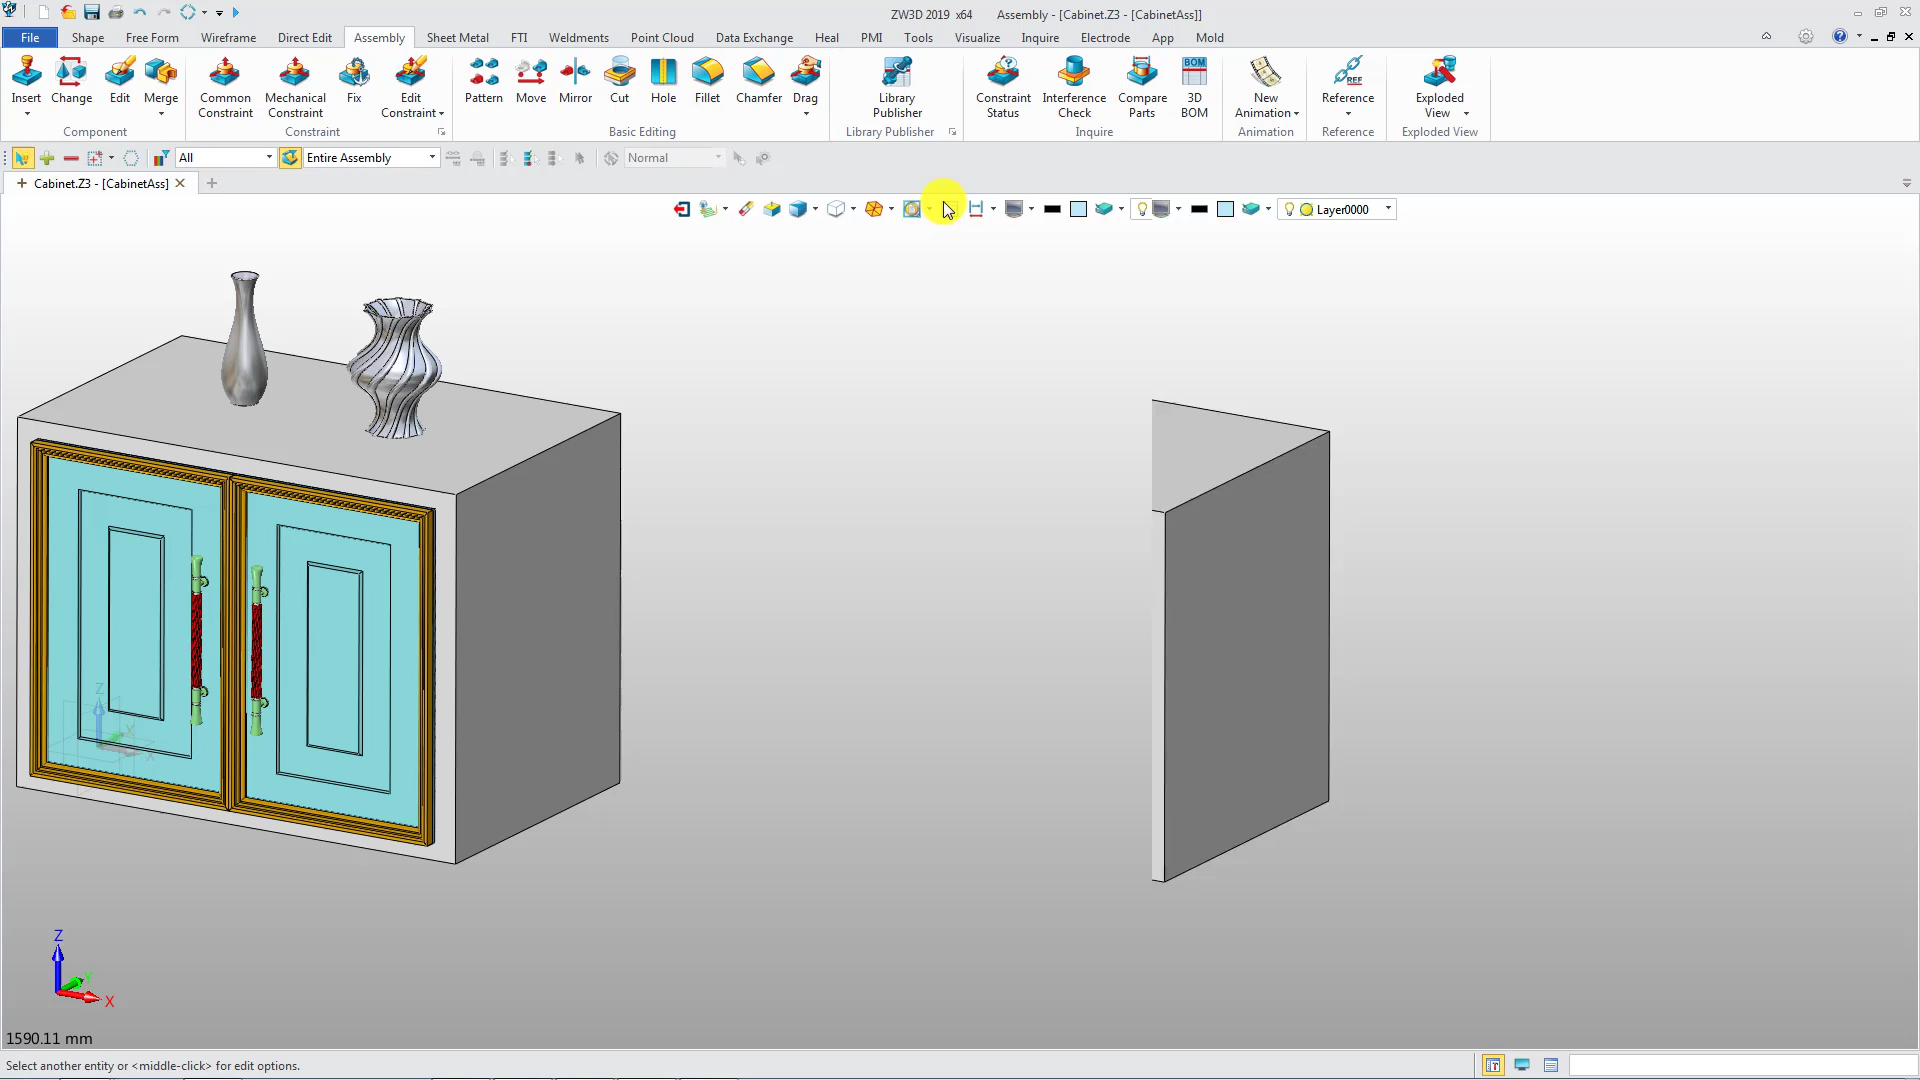 ZW3D 2019 x64
Assembly - [Cabinet.Z3 - [CabinetAss]]
File
Shape
Free Form
Wireframe
Direct Edit
Assembly
Sheet Metal
FTI
Weldments
Point Cloud
Data Exchange
Heal
PMI
Tools
Visualize
Inquire
Electrode
App
Mold
Insert
Change
Edit
Merge
Common
Constraint
Mechanical
Constraint
Fix
Edit
Constraint
Pattern
Move
Mirror
Cut
Hole
Fillet
Chamfer
Drag
Library
Publisher
Constraint
Status
Interference
Check
Compare
Parts
BOM
3D
BOM
New
Animation
REF
Reference
Exploded
View
Component
Constraint
Basic Editing
Library Publisher
Inquire
Animation
Reference
Exploded View
All
Entire Assembly
Normal
Cabinet.Z3 - [CabinetAss]
Layer0000
Z
X
Z
Y
X
1590.11 mm
Select another entity or <middle-click> for edit options.